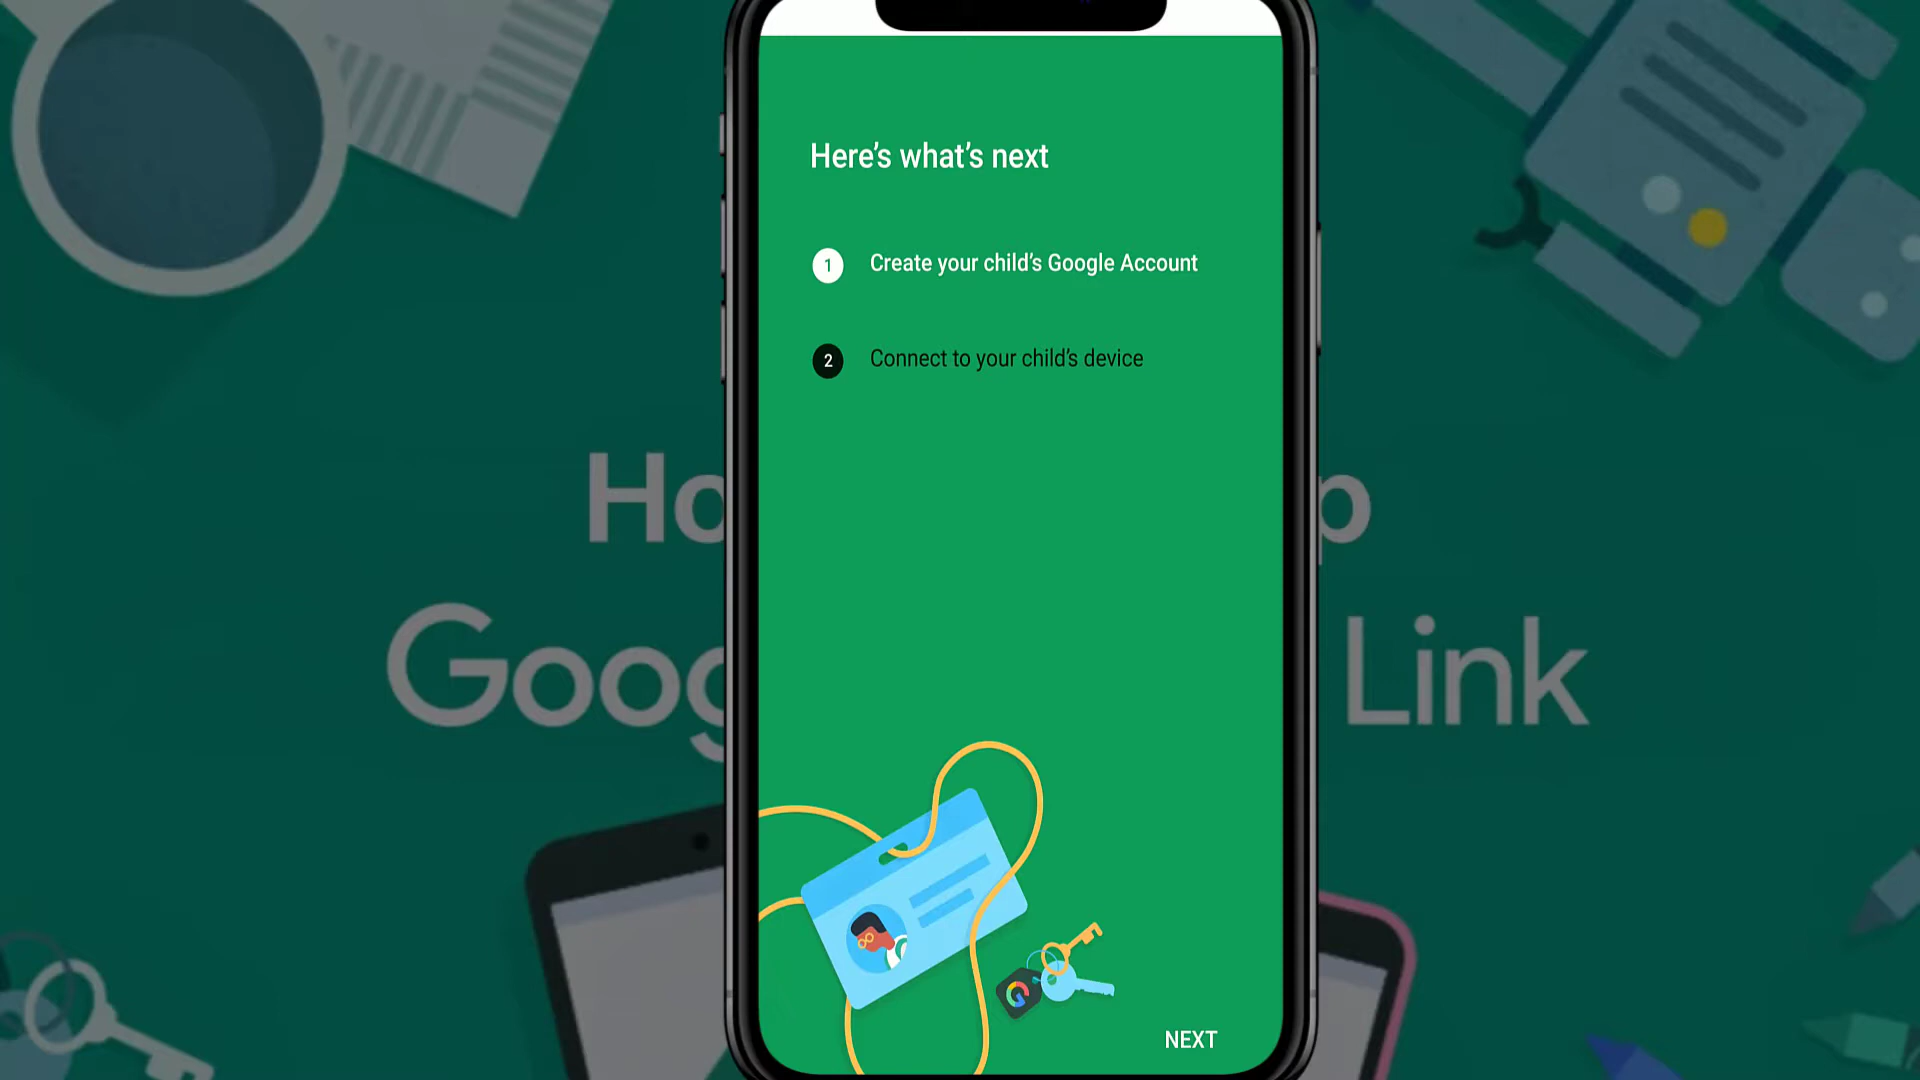 Here's what's next
1 Create your child's Google Account
2 Connect to your child's device
Link
NEXT